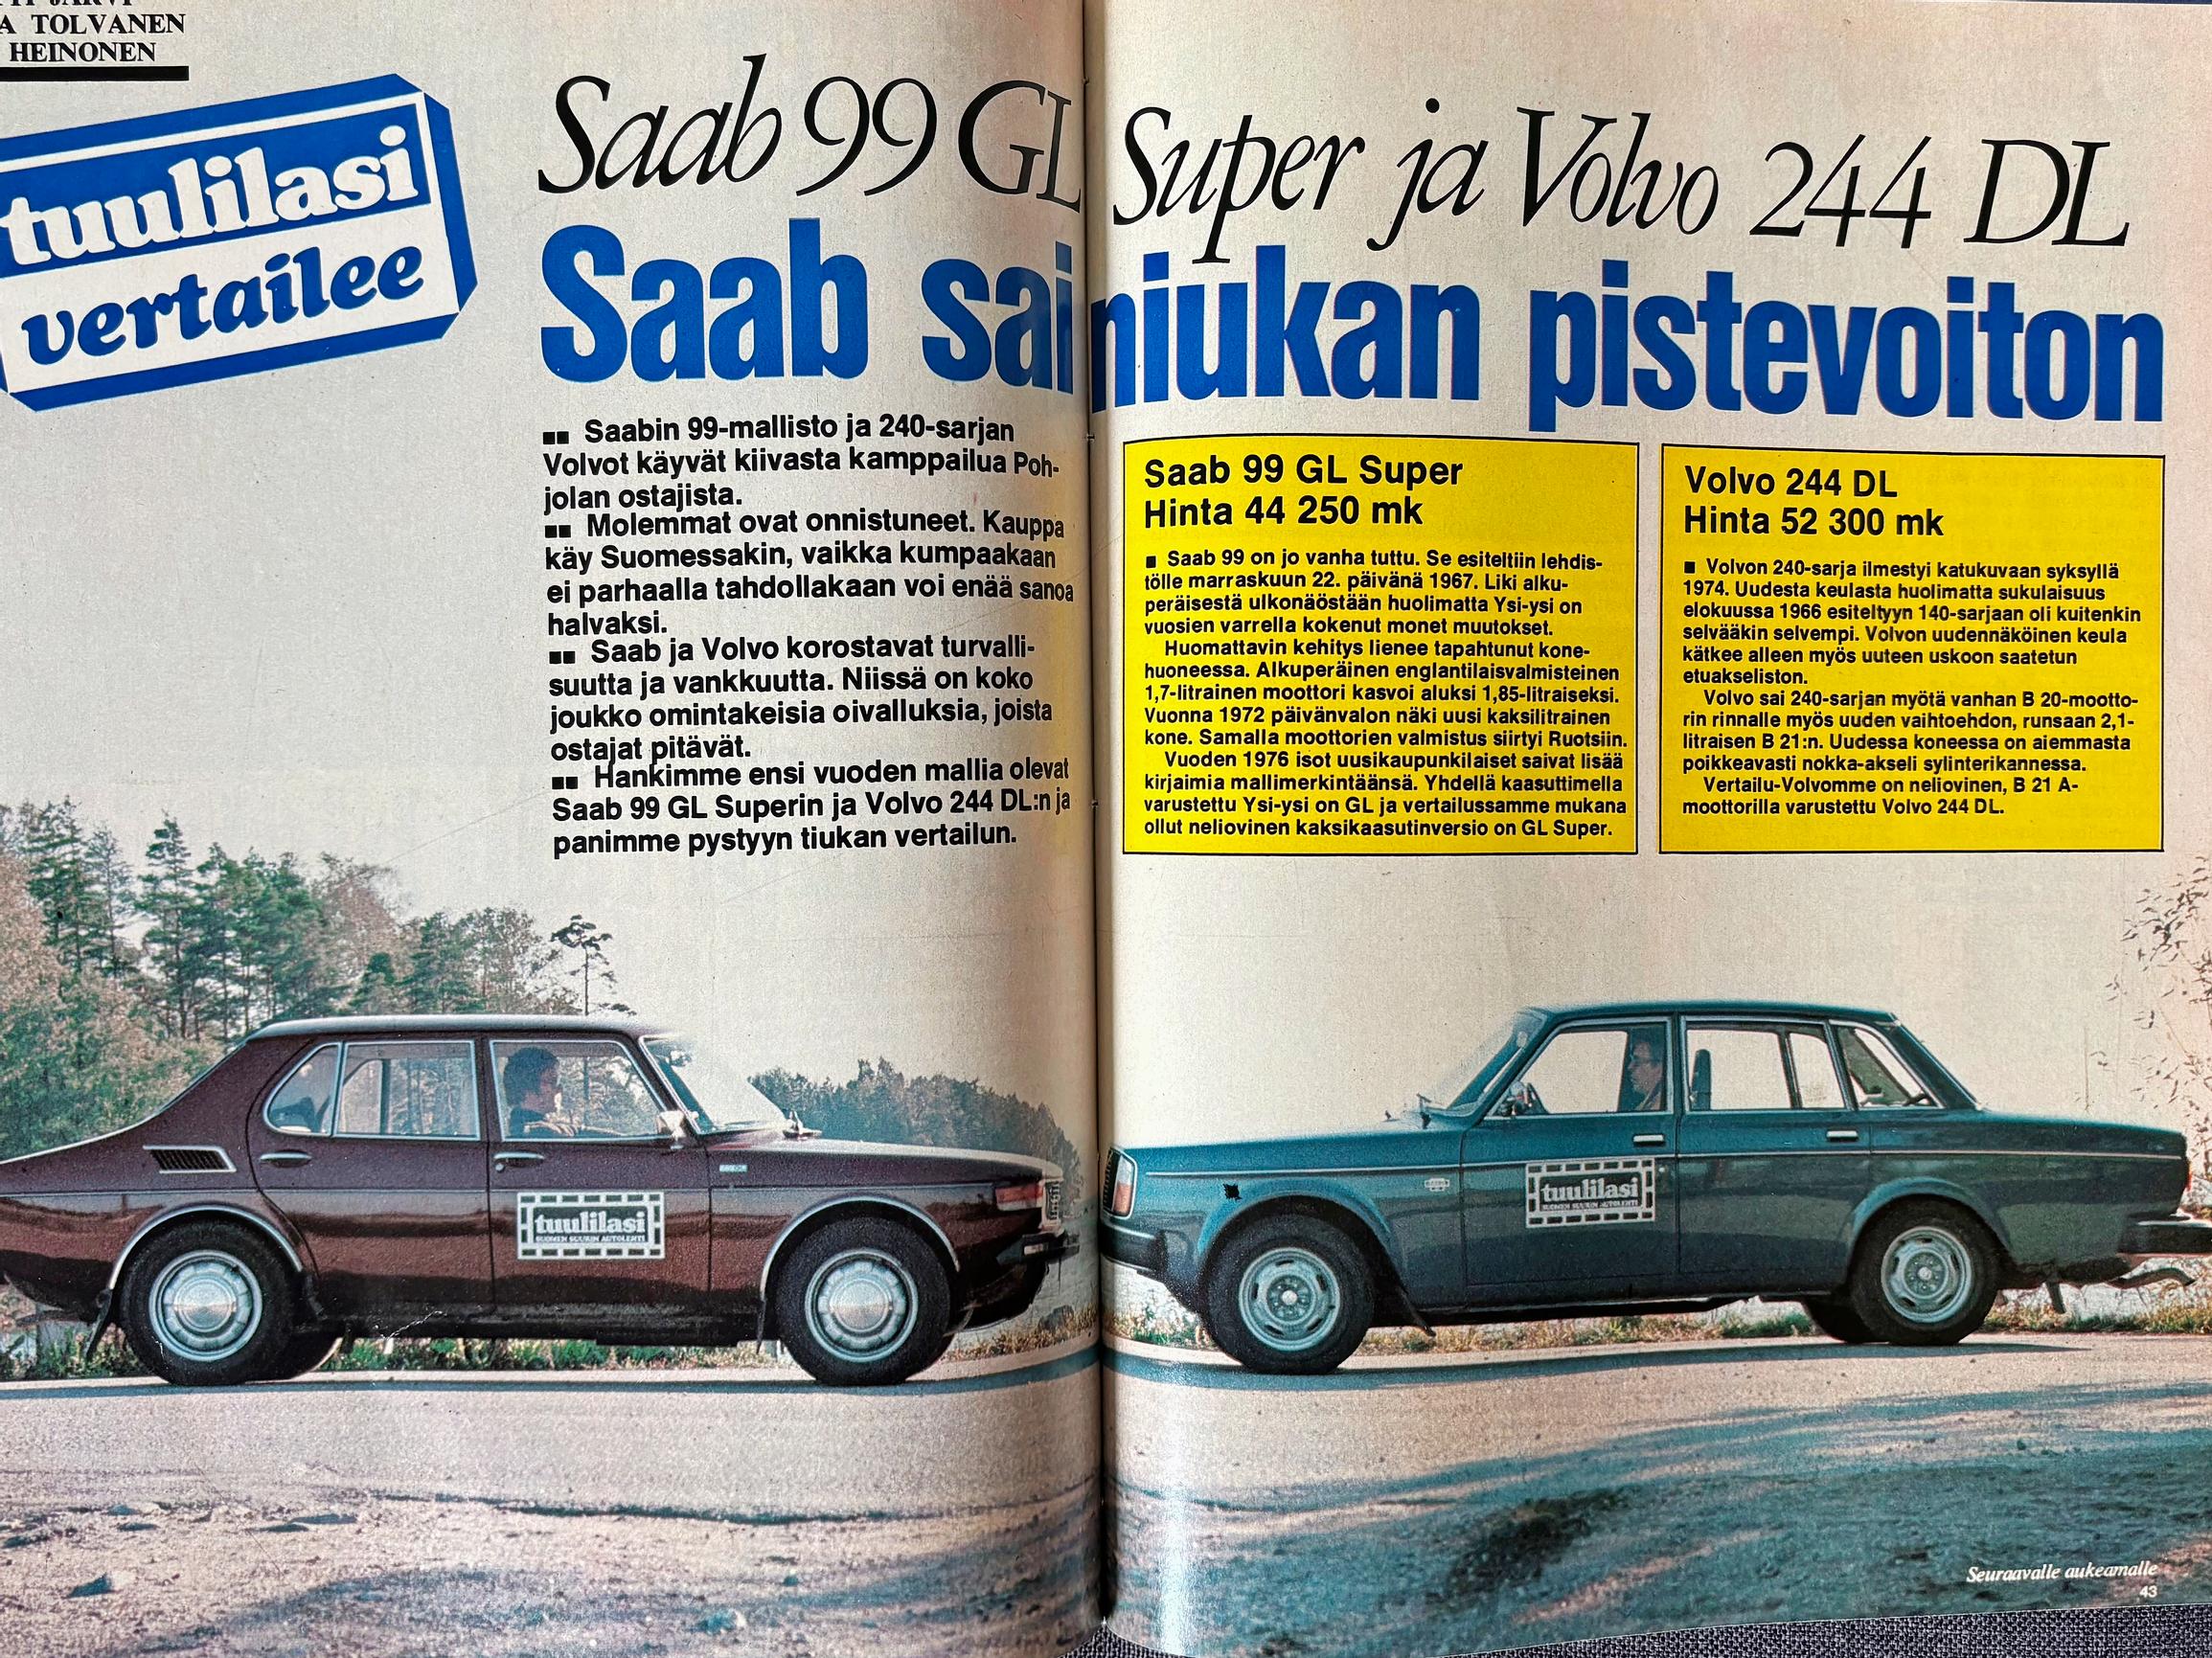 TOLVANEN
HEINONEN
tuulilasi
vertailee
Saab 99 GL Super ja Volvo 244 DL
Saab sai niukan pistevoiton
■■ Saabin 99-mallisto ja 240-sarjan
Volvot käyvät kiivasta kamppailua Poh-
jolan ostajista.
■■ Molemmat ovat onnistuneet. Kauppa
käy Suomessakin, vaikka kumpaakaan
ei parhaalla tahdollakaan voi enää sanoa
halvaksi.
■■ Saab ja Volvo korostavat turvalli-
suutta ja vankkuutta. Niissä on koko
joukko omintakeisia oivalluksia, joista
ostajat pitävät.
■■ Hankimme ensi vuoden mallia olevat
Saab 99 GL Superin ja Volvo 244 DL:n ja
panimme pystyyn tiukan vertailun.
Saab 99 GL Super
Hinta 44 250 mk
■ Saab 99 on jo vanha tuttu. Se esiteltiin lehdis-
tölle marraskuun 22. päivänä 1967. Liki alku-
peräisestä ulkonäöstään huolimatta Ysi-ysi on
vuosien varrella kokenut monet muutokset.
Huomattavin kehitys lienee tapahtunut kone-
huoneessa. Alkuperäinen englantilaisvalmisteinen
1,7-litrainen moottori kasvoi aluksi 1,85-litraiseksi.
Vuonna 1972 päivänvalon näki uusi kaksilitrainen
kone. Samalla moottorien valmistus siirtyi Ruotsiin.
Vuoden 1976 isot uusikaupunkilaiset saivat lisää
kirjaimia mallimerkintäänsä. Yhdellä kaasuttimella
varustettu Ysi-ysi on GL ja vertailussamme mukana
ollut neliovinen kaksikaasutinversio on GL Super.
Volvo 244 DL
Hinta 52 300 mk
■ Volvon 240-sarja ilmestyi katukuvaan syksyllä
1974. Uudesta keulasta huolimatta sukulaisuus
elokuussa 1966 esiteltyyn 140-sarjaan oli kuitenkin
selvääkin selvempi. Volvon uudennäköinen keula
kätkee alleen myös uuteen uskoon saatetun
etuakseliston.
Volvo sai 240-sarjan myötä vanhan B 20-mootto-
rin rinnalle myös uuden vaihtoehdon, runsaan 2,1-
litraisen B 21:n. Uudessa koneessa on aiemmasta
poikkeavasti nokka-akseli sylinterikannessa.
Vertailu-Volvomme on neliovinen, B 21 A-
moottorilla varustettu Volvo 244 DL.
tuulilasi
SUOMEN SUURIN AUTOLEHTI
tuulilasi
SUOMEN SUURIN AUTOLEHTI
Seuraavalle aukeamalle
43